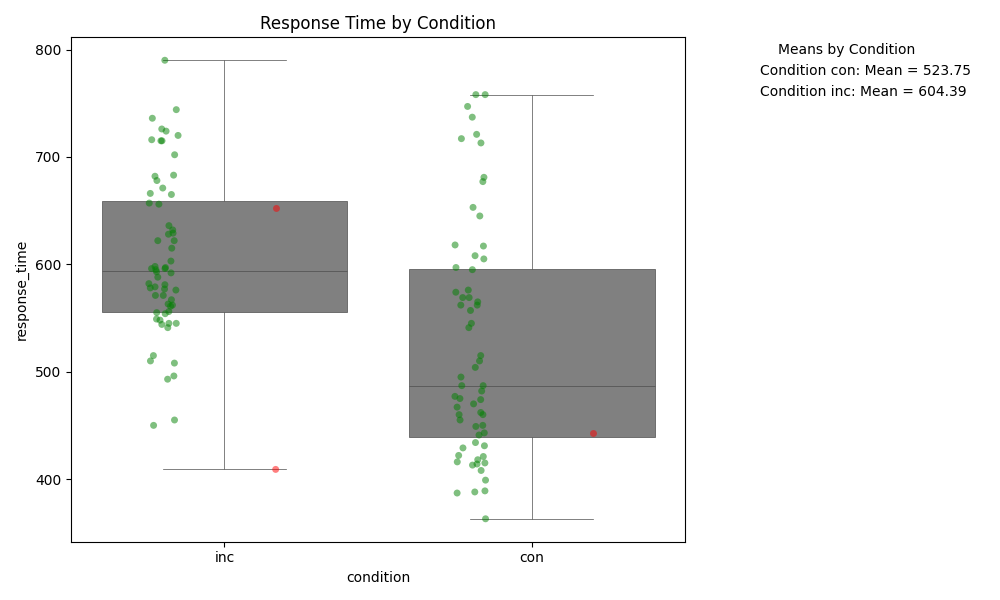 Response Time by Condition
Means by Condition
Condition con: Mean = 523.75
Condition inc: Mean = 604.39
800
700
600
500
400
response_time
inc
con
condition